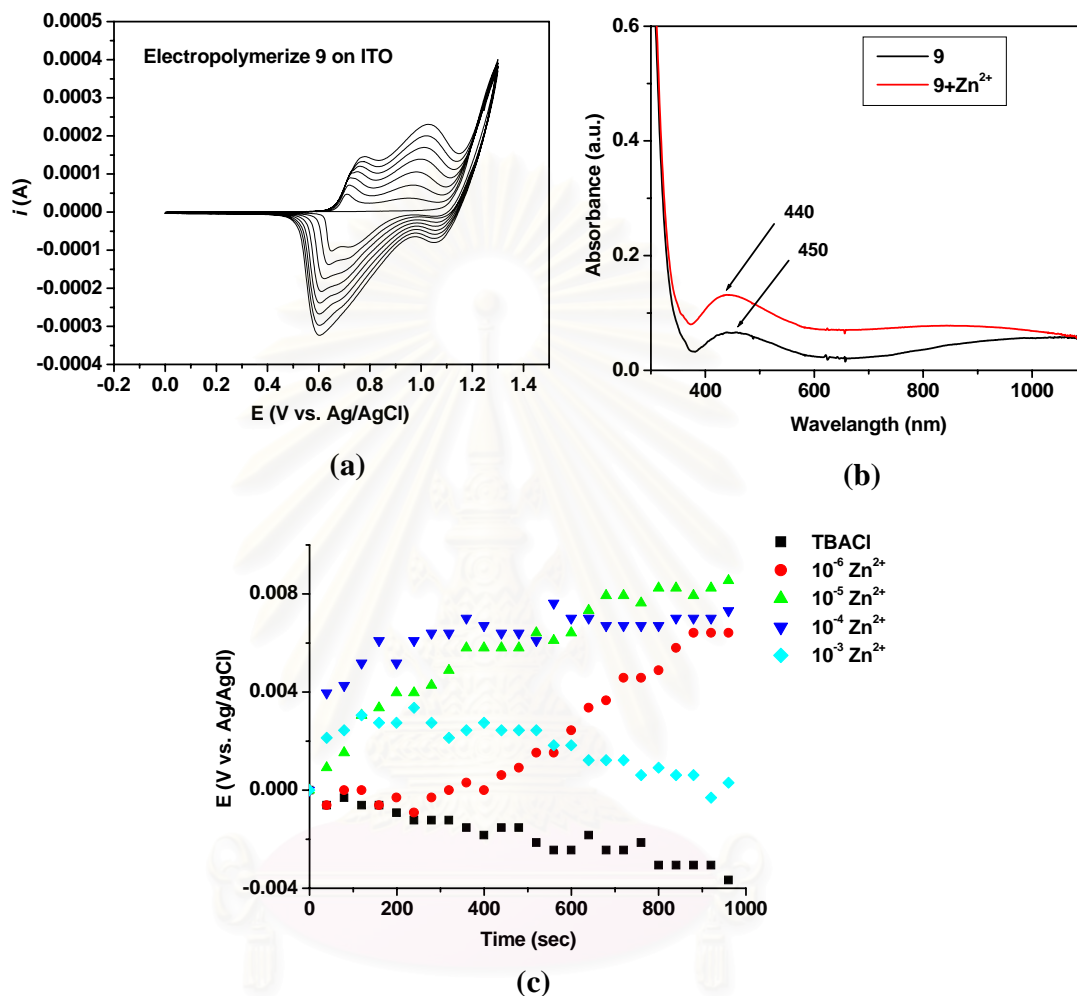 Electropolymerize 9 on ITO
0.0005
0.0004
0.0003
0.0002
0.0001
0.0000
-0.0001
-0.0002
-0.0003
-0.0004
i (A)
-0.2 0.0 0.2 0.4 0.6 0.8 1.0 1.2 1.4
E (V vs. Ag/AgCl)
(a)
9
9+Zn²⁺
0.6
0.4
0.2
0.0
Absorbance (a.u.)
440
450
400 600 800 1000
Wavelangth (nm)
(b)
TBACl
10⁻⁶ Zn²⁺
10⁻⁵ Zn²⁺
10⁻⁴ Zn²⁺
10⁻³ Zn²⁺
0.008
0.004
0.000
-0.004
E (V vs. Ag/AgCl)
0 200 400 600 800 1000
Time (sec)
(c)